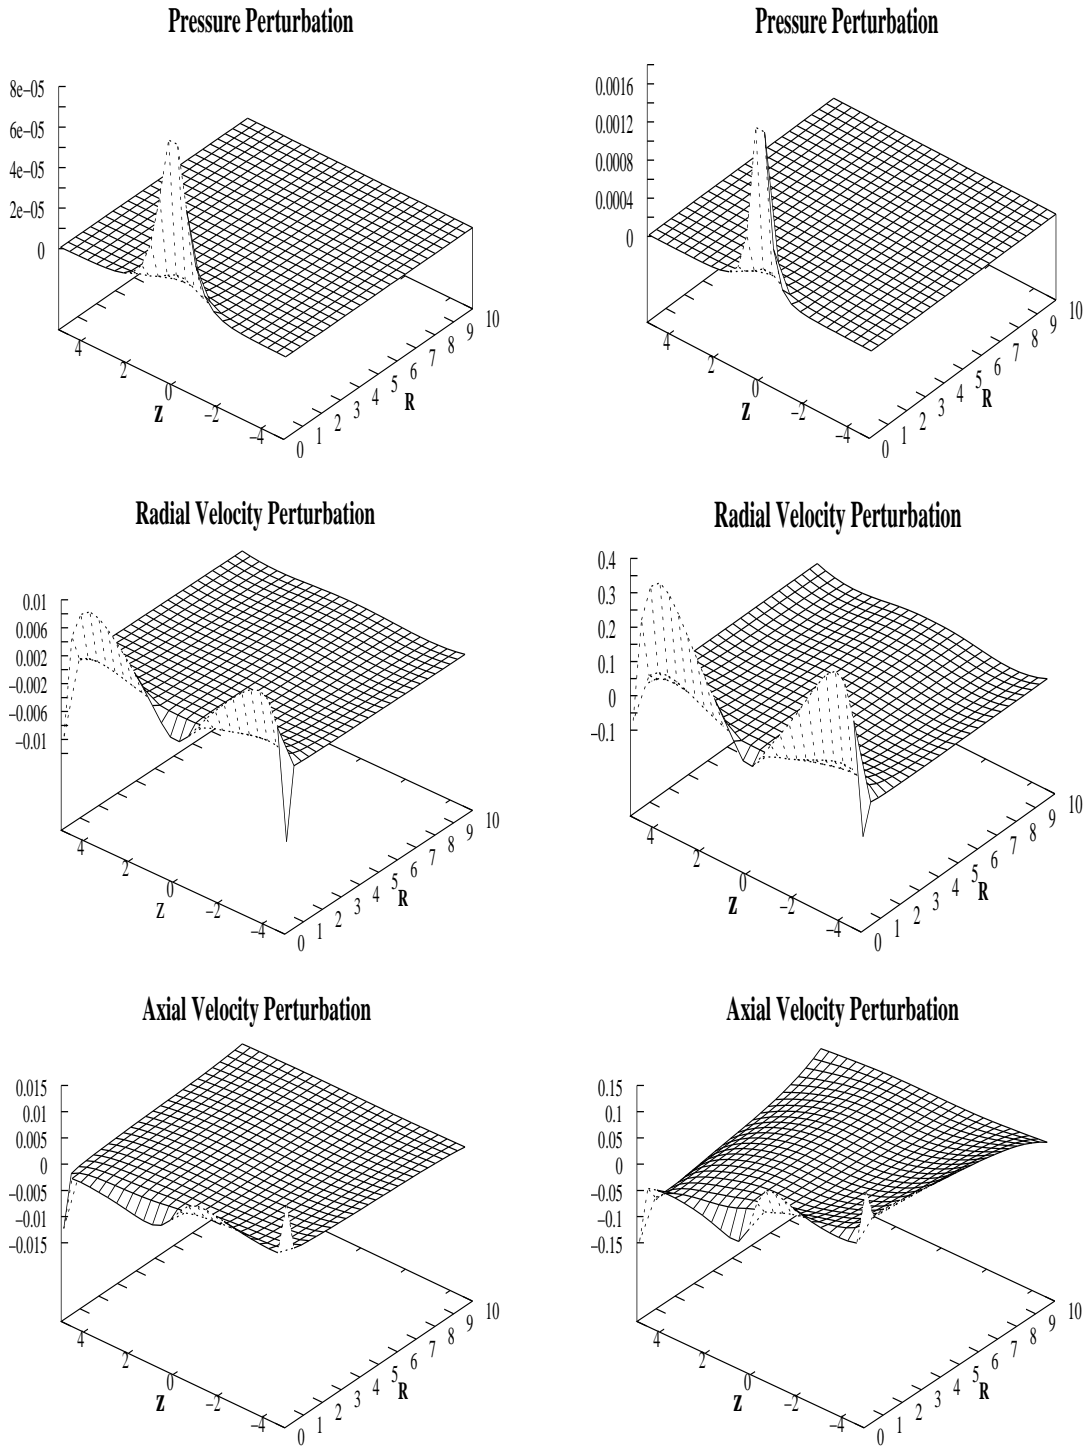 Pressure Perturbation
8e−05
6e−05
4e−05
2e−05
0
4
2
0
−2
−4
Z
0 1 2 3 4 5 6 7 8 9 10
R
Pressure Perturbation
0.0016
0.0012
0.0008
0.0004
0
4
2
0
−2
−4
Z
0 1 2 3 4 5 6 7 8 9 10
R
Radial Velocity Perturbation
0.01
0.006
0.002
−0.002
−0.006
−0.01
4
2
0
−2
−4
Z
0 1 2 3 4 5 6 7 8 9 10
R
Radial Velocity Perturbation
0.4
0.3
0.2
0.1
0
−0.1
4
2
0
−2
−4
Z
0 1 2 3 4 5 6 7 8 9 10
R
Axial Velocity Perturbation
0.015
0.01
0.005
0
−0.005
−0.01
−0.015
4
2
0
−2
−4
Z
0 1 2 3 4 5 6 7 8 9 10
R
Axial Velocity Perturbation
0.15
0.1
0.05
0
−0.05
−0.1
−0.15
4
2
0
−2
−4
Z
0 1 2 3 4 5 6 7 8 9 10
R